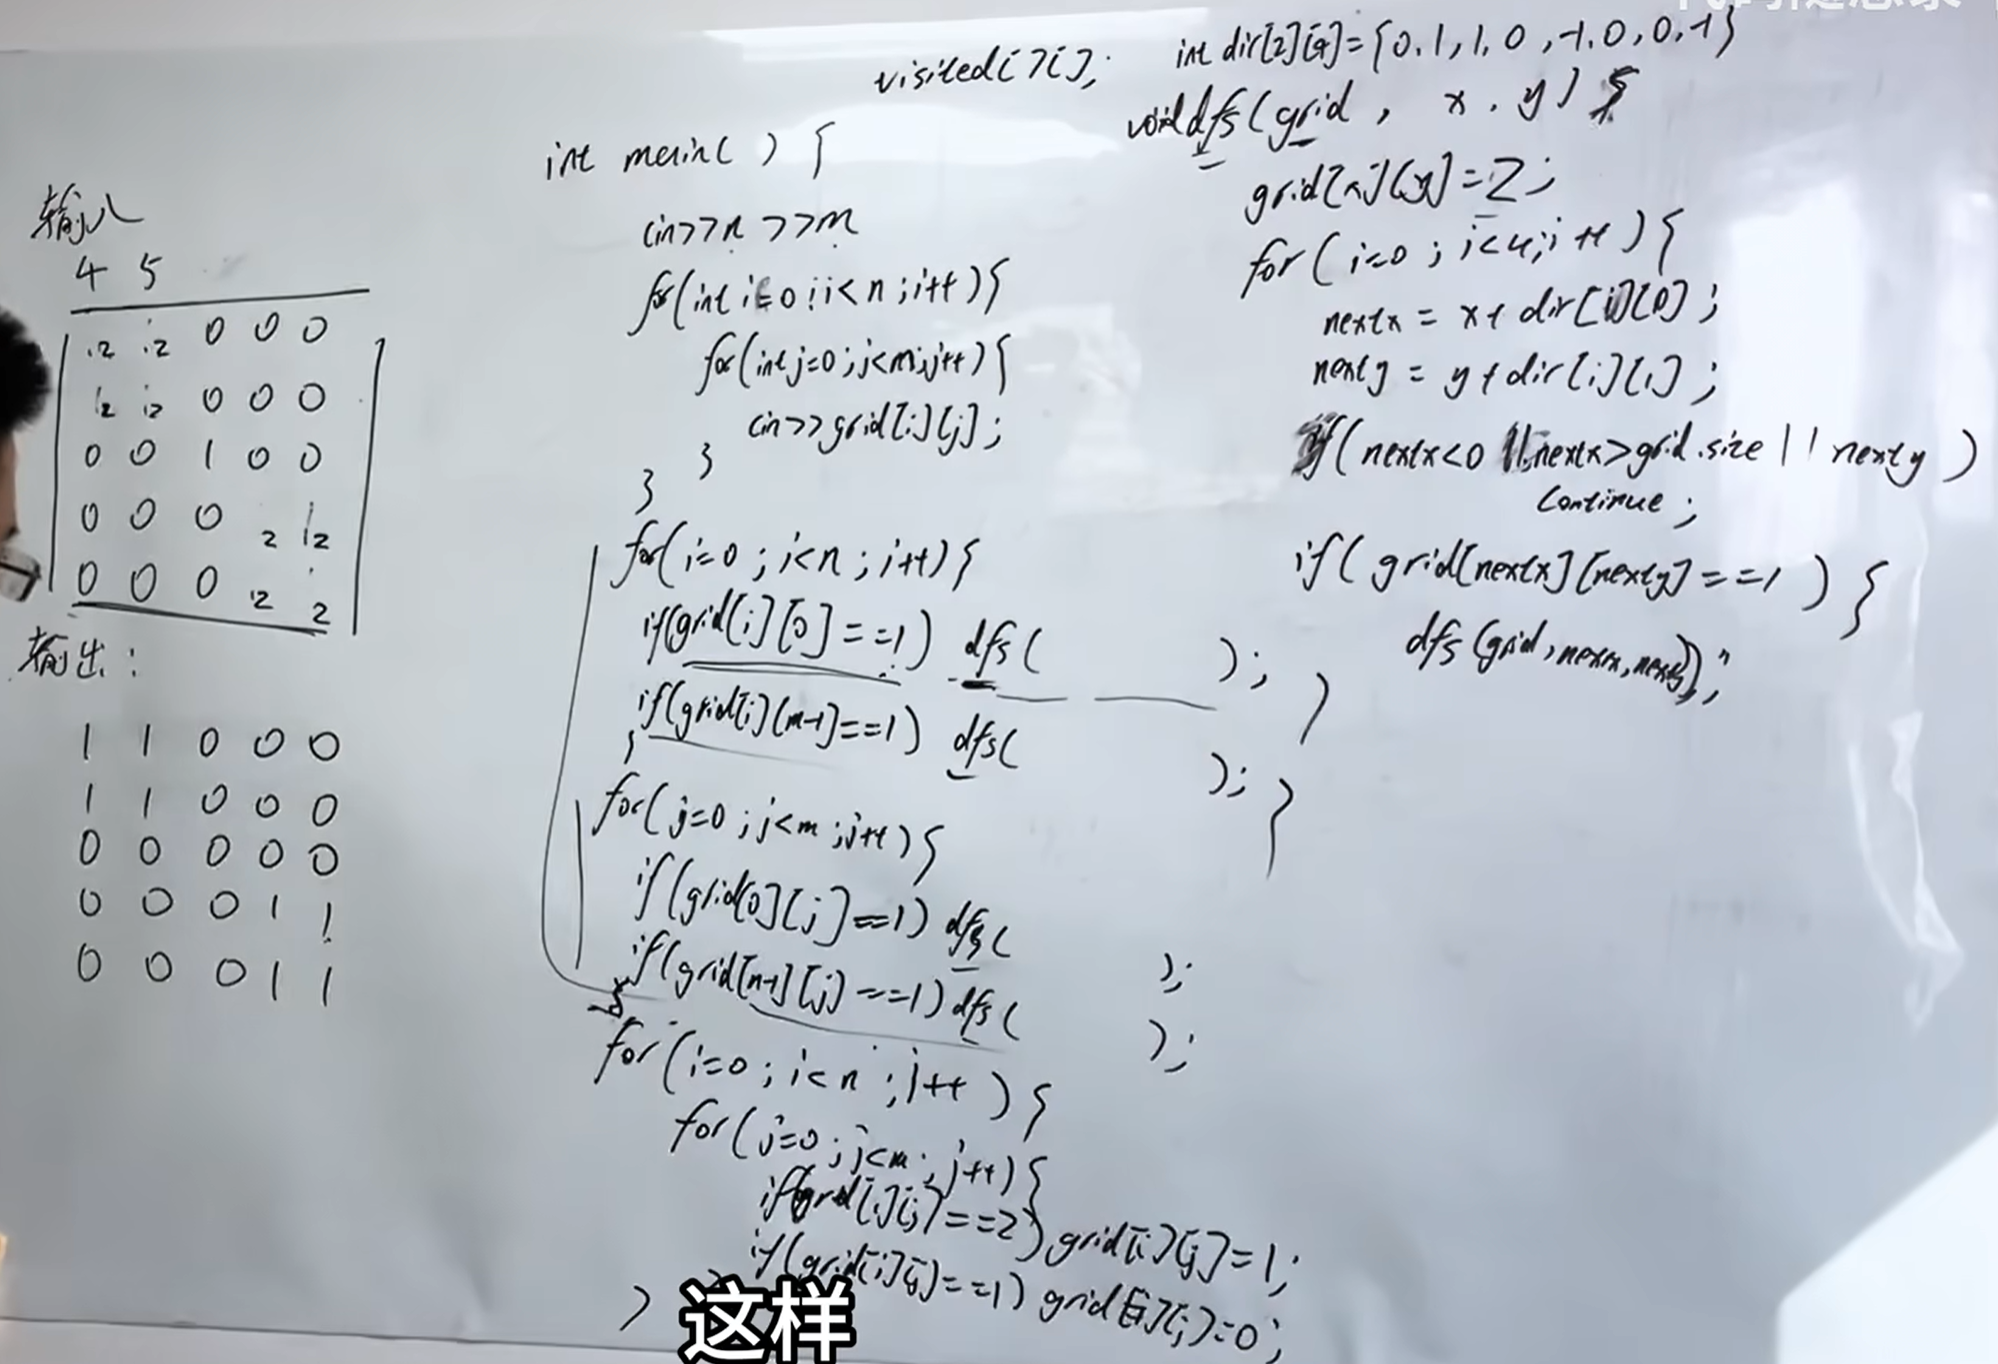 输入
4 5
12 12 0 0 0
12 12 0 0 0
0 0 1 0 0
0 0 0 2 12
0 0 0 12 2
输出:
1 1 0 0 0
1 1 0 0 0
0 0 0 0 0
0 0 0 1 1
0 0 0 1 1
visited[][];
int main( ) {
cin>>n >>m
for(int i=0;i<n;i++){
for(int j=0;j<m;j++){
cin>>grid[i][j];
}
}
for(i=0;i<n;i++){
if(grid[i][0]==1) dfs( );
if(grid[i][m-1]==1) dfs( );
}
for(j=0;j<m;j++){
if(grid[0][j]==1) dfs( );
if(grid[n-1][j]==1) dfs( );
}
for(i=0;i<n;i++){
for(j=0;j<m;j++){
if(grid[i][j]==2) grid[i][j]=1;
if(grid[i][j]==1) grid[i][j]=0;
}
int dir[2][4]={0,1,1,0,-1,0,0,-1}
void dfs(grid, x, y) {
grid[x][y]=2;
for(i=0;i<4;i++){
nextx = x+dir[i][0];
nexty = y+dir[i][1];
if(nextx<0 || nextx>grid.size || nexty )
continue;
if(grid[nextx][nexty]==1) {
dfs(grid,nextx,nexty);
}
}
这样